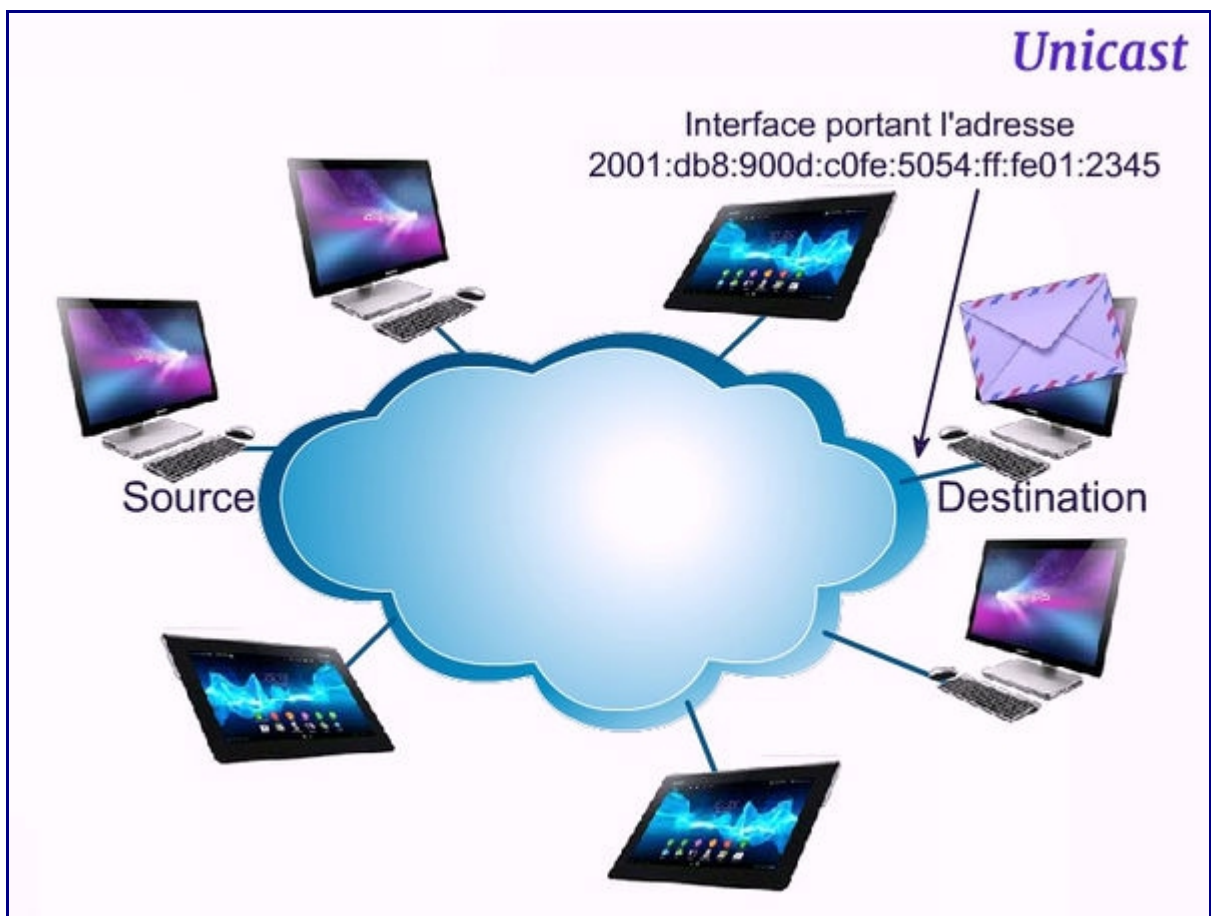 Unicast
Interface portant l'adresse
2001:db8:900d:c0fe:5054:ff:fe01:2345
Source
Destination